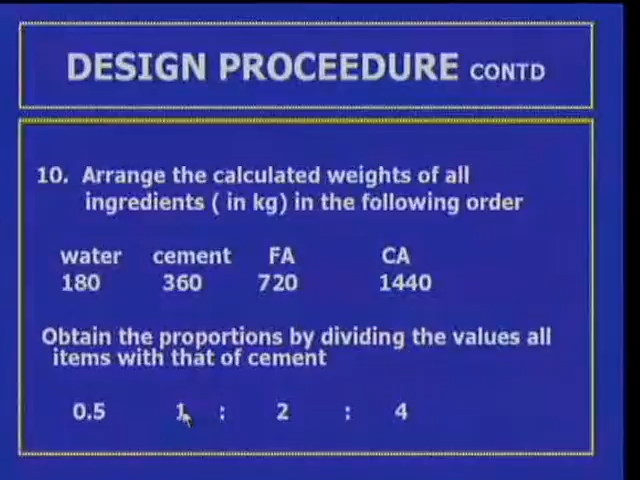 DESIGN PROCEEDURE CONTD
10. Arrange the calculated weights of all
ingredients ( in kg) in the following order
water cement FA CA
180 360 720 1440
Obtain the proportions by dividing the values all
items with that of cement
0.5 1 : 2 : 4